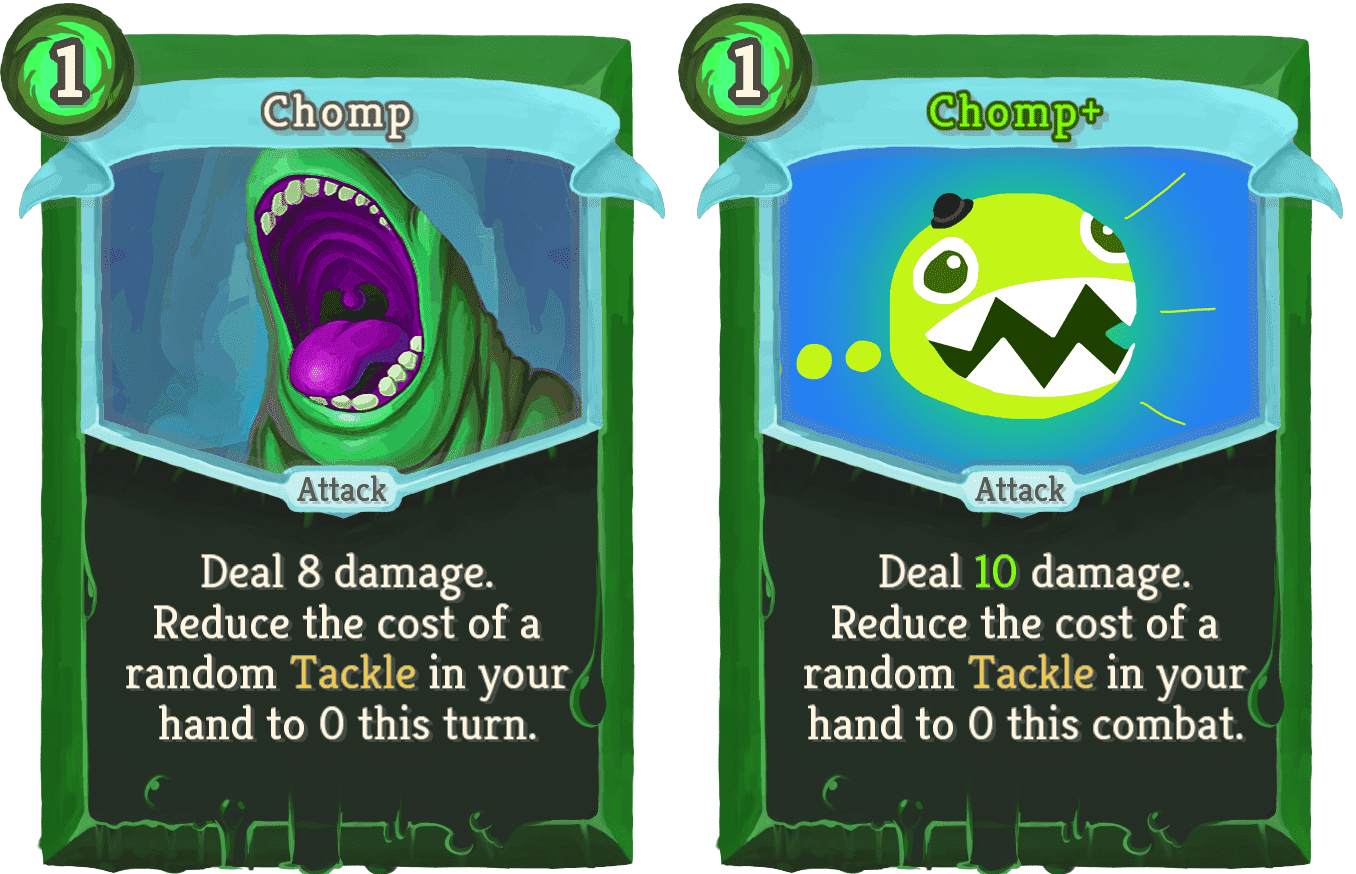 1
Chomp
Attack
Deal 8 damage.
Reduce the cost of a
random Tackle in your
hand to 0 this turn.
1
Chomp+
Attack
Deal 10 damage.
Reduce the cost of a
random Tackle in your
hand to 0 this combat.